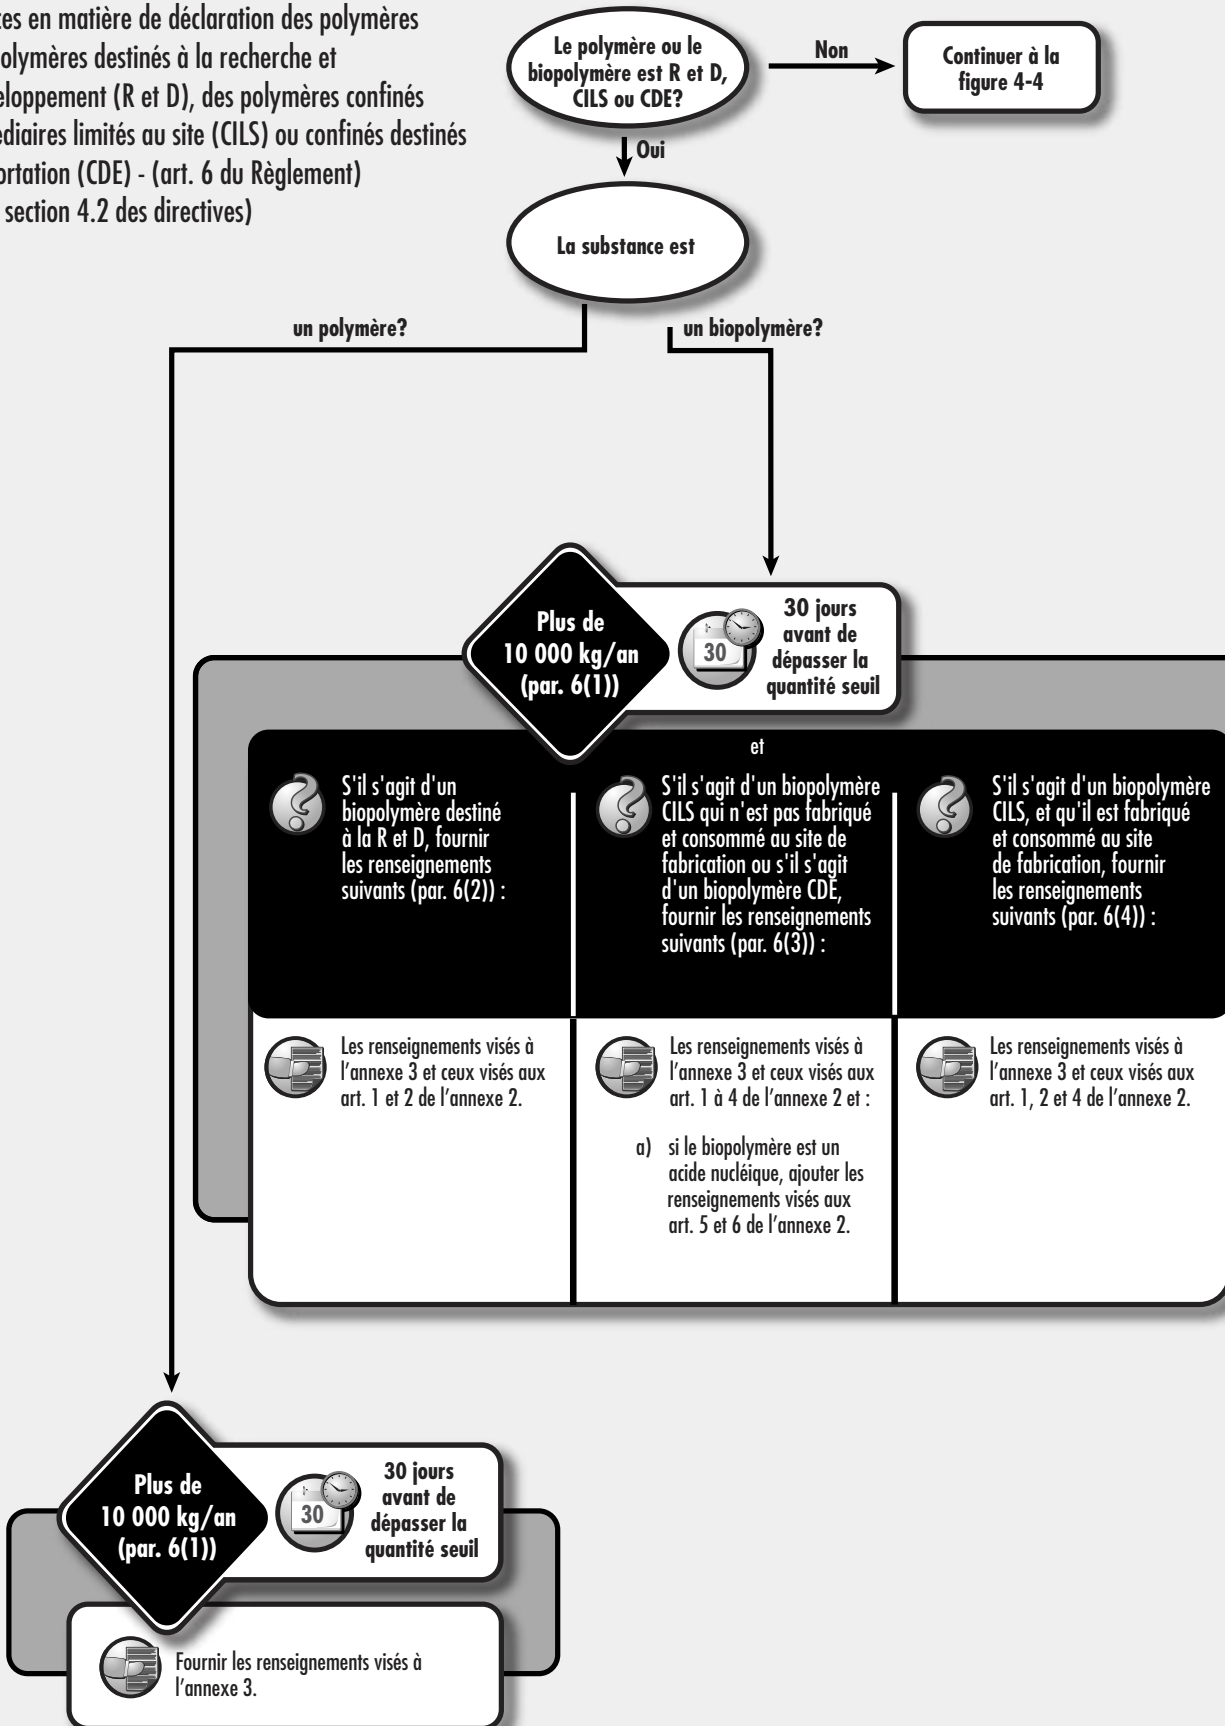 tes en matière de déclaration des polymères
olymères destinés à la recherche et
eloppement (R et D), des polymères confinés
édiaires limités au site (CILS) ou confinés destinés
ortation (CDE) - (art. 6 du Règlement)
section 4.2 des directives)
Le polymère ou le
biopolymère est R et D,
CILS ou CDE?
Non
Continuer à la
figure 4-4
Oui
La substance est
un polymère?
un biopolymère?
Plus de
10 000 kg/an
(par. 6(1))
30
30 jours
avant de
dépasser la
quantité seuil
et
S'il s'agit d'un
biopolymère destiné
à la R et D, fournir
les renseignements
suivants (par. 6(2)) :
S'il s'agit d'un biopolymère
CILS qui n'est pas fabriqué
et consommé au site de
fabrication ou s'il s'agit
d'un biopolymère CDE,
fournir les renseignements
suivants (par. 6(3)) :
S'il s'agit d'un biopolymère
CILS, et qu'il est fabriqué
et consommé au site
de fabrication, fournir
les renseignements
suivants (par. 6(4)) :
Les renseignements visés à
l'annexe 3 et ceux visés aux
art. 1 et 2 de l'annexe 2.
Les renseignements visés à
l'annexe 3 et ceux visés aux
art. 1 à 4 de l'annexe 2 et :
a) si le biopolymère est un
acide nucléique, ajouter les
renseignements visés aux
art. 5 et 6 de l'annexe 2.
Les renseignements visés à
l'annexe 3 et ceux visés aux
art. 1, 2 et 4 de l'annexe 2.
Plus de
10 000 kg/an
(par. 6(1))
30
30 jours
avant de
dépasser la
quantité seuil
Fournir les renseignements visés à
l'annexe 3.